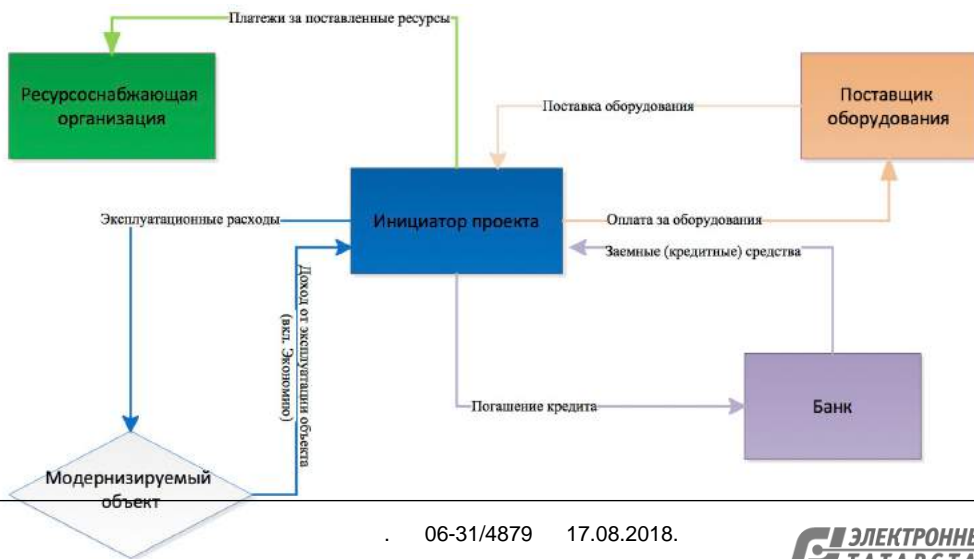 Платежи за поставленные ресурсы
Ресурсоснабжающая
организация
Поставщик
оборудования
Поставка оборудования
Инициатор проекта
Эксплуатационные расходы
Оплата за оборудования
Заемные (кредитные) средства
Доход от эксплуатации объекта
(вкл. Экономию)
Погашение кредита
Банк
Модернизируемый
объект
. 06-31/4879 17.08.2018.